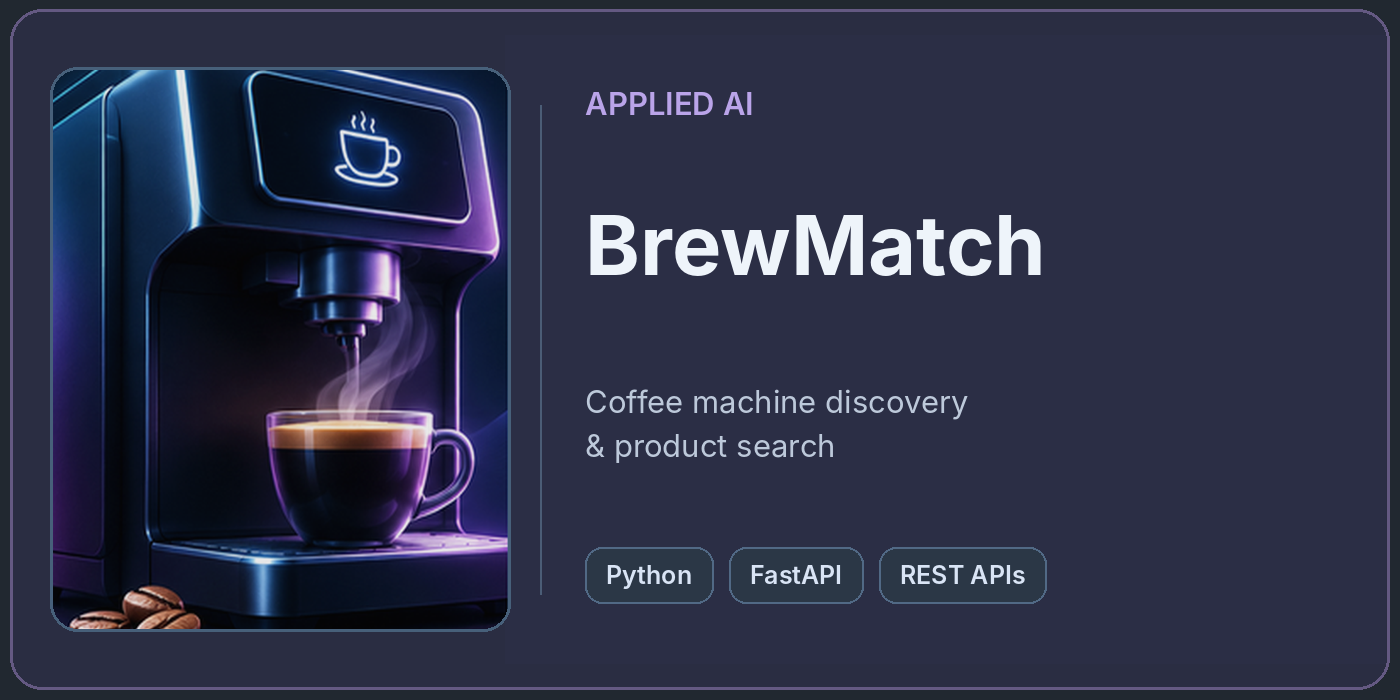 APPLIED AI
BrewMatch
Coffee machine discovery
& product search
Python
FastAPI
REST APIs